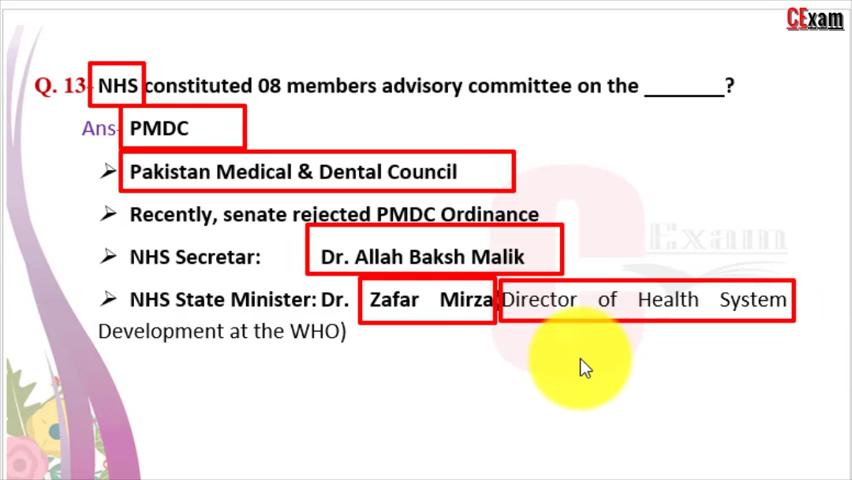 CExam
Q. 13- NHS constituted 08 members advisory committee on the _______?
Ans- PMDC
➢ Pakistan Medical & Dental Council
➢ Recently, senate rejected PMDC Ordinance
➢ NHS Secretar: Dr. Allah Baksh Malik
➢ NHS State Minister: Dr. Zafar Mirza(Director of Health System
Development at the WHO)
Exam